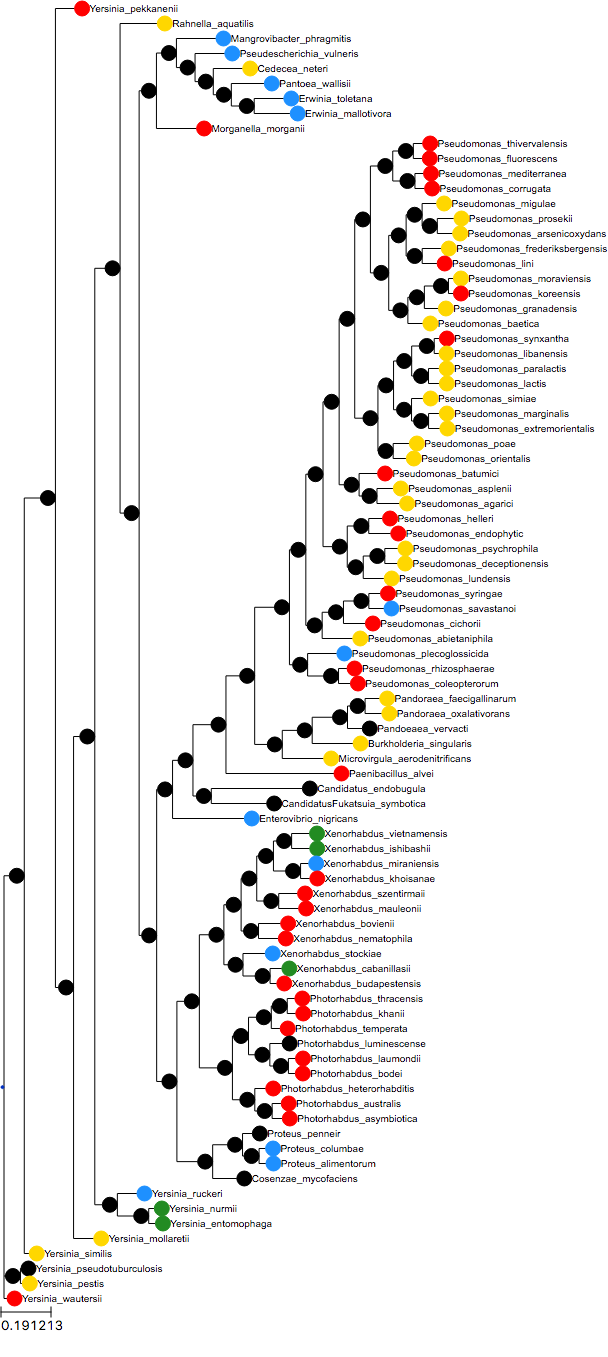 Yersinia_pekkanenii
Rahnella_aquatilis
Mangrovibacter_phragmitis
Pseudescherichia_vulneris
Cedecea_neteri
Pantoea_wallisii
Erwinia_toletana
Erwinia_mallotivora
Morganella_morganii
Pseudomonas_thivervalensis
Pseudomonas_fluorescens
Pseudomonas_mediterranea
Pseudomonas_corrugata
Pseudomonas_migulae
Pseudomonas_prosekii
Pseudomonas_arsenicoxydans
Pseudomonas_frederiksbergensis
Pseudomonas_lini
Pseudomonas_moraviensis
Pseudomonas_koreensis
Pseudomonas_granadensis
Pseudomonas_baetica
Pseudomonas_synxantha
Pseudomonas_libanensis
Pseudomonas_paralactis
Pseudomonas_lactis
Pseudomonas_simiae
Pseudomonas_marginalis
Pseudomonas_extremorientalis
Pseudomonas_poae
Pseudomonas_orientalis
Pseudomonas_batumici
Pseudomonas_asplenii
Pseudomonas_agarici
Pseudomonas_helleri
Pseudomonas_endophytic
Pseudomonas_psychrophila
Pseudomonas_deceptionensis
Pseudomonas_lundensis
Pseudomonas_syringae
Pseudomonas_savastanoi
Pseudomonas_cichorii
Pseudomonas_abietaniphila
Pseudomonas_plecoglossicida
Pseudomonas_rhizosphaerae
Pseudomonas_coleopterorum
Pandoraea_faecigallinarum
Pandoraea_oxalativorans
Pandoeaea_vervacti
Burkholderia_singularis
Microvirgula_aerodenitrificans
Paenibacillus_alvei
Candidatus_endobugula
CandidatusFukatsuia_symbotica
Enterovibrio_nigricans
Xenorhabdus_vietnamensis
Xenorhabdus_ishibashii
Xenorhabdus_miraniensis
Xenorhabdus_khoisanae
Xenorhabdus_szentirmaii
Xenorhabdus_mauleonii
Xenorhabdus_bovienii
Xenorhabdus_nematophila
Xenorhabdus_stockiae
Xenorhabdus_cabanillasii
Xenorhabdus_budapestensis
Photorhabdus_thracensis
Photorhabdus_khanii
Photorhabdus_temperata
Photorhabdus_luminescense
Photorhabdus_laumondii
Photorhabdus_bodei
Photorhabdus_heterorhabditis
Photorhabdus_australis
Photorhabdus_asymbiotica
Proteus_penneir
Proteus_columbae
Proteus_alimentorum
Cosenzae_mycofaciens
Yersinia_ruckeri
Yersinia_nurmii
Yersinia_entomophaga
Yersinia_mollaretii
Yersinia_similis
Yersinia_pseudotuburculosis
Yersinia_pestis
Yersinia_wautersii
0.191213